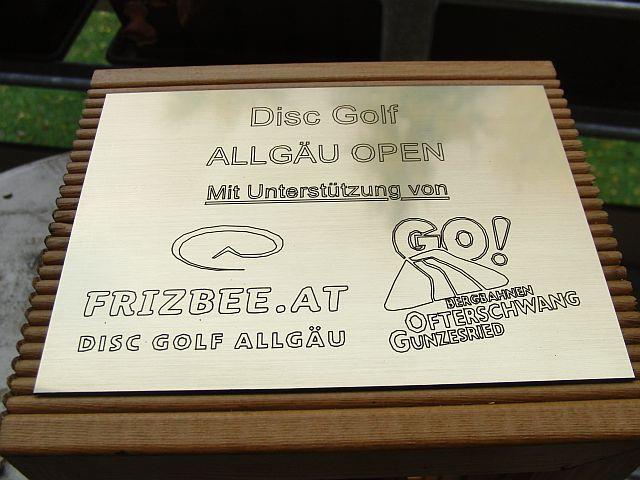 Disc Golf
ALLGÄU OPEN
Mit Unterstützung von
FRIZBEE.AT
DISC GOLF ALLGÄU
GO!
BERGBAHNEN
OFTERSCHWANG
GUNZESRIED